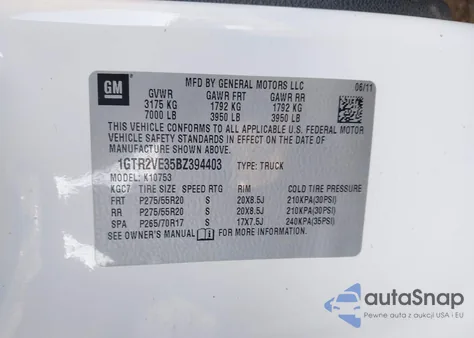 GM
MFD BY GENERAL MOTORS LLC 06/11
GVWR GAWR FRT GAWR RR
3175 KG 1792 KG 1792 KG
7000 LB 3950 LB 3950 LB
THIS VEHICLE CONFORMS TO ALL APPLICABLE U.S. FEDERAL MOTOR
VEHICLE SAFETY STANDARDS IN EFFECT ON THE DATE OF
MANUFACTURE SHOWN ABOVE.
1GTR2VE35BZ394403 TYPE: TRUCK
MODEL: K10753
KGC7 TIRE SIZE SPEED RTG RIM COLD TIRE PRESSURE
FRT P275/55R20 S 20X8.5J 210KPA(30PSI)
RR P275/55R20 S 20X8.5J 210KPA(30PSI)
SPA P265/70R17 S 17X7.5J 240KPA(35PSI)
SEE OWNER'S MANUAL FOR MORE INFORMATION.
autoSnap
Pewne auta z aukcji USA i EU